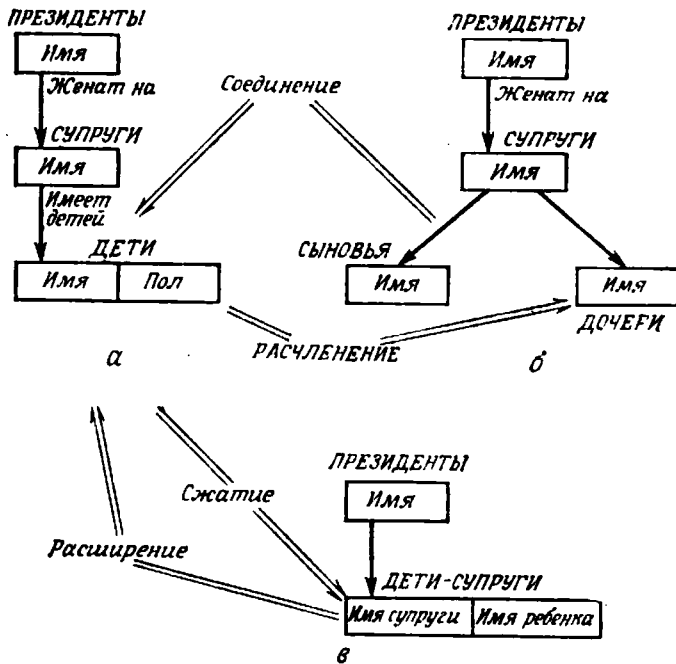 ПРЕЗИДЕНТЫ
Имя
Женат на
СУПРУГИ
Имя
Имеет
детей
ДЕТИ
Имя Пол
а
Соединение
ПРЕЗИДЕНТЫ
Имя
Женат на
СУПРУГИ
Имя
СЫНОВЬЯ
Имя
Имя
ДОЧЕРИ
РАСЧЛЕНЕНИЕ
б
Сжатие
Расширение
ПРЕЗИДЕНТЫ
Имя
ДЕТИ-СУПРУГИ
Имя супруги Имя ребенка
в